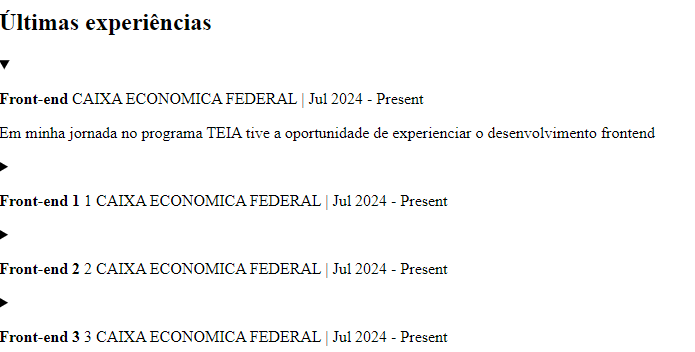 Últimas experiências
Front-end CAIXA ECONOMICA FEDERAL | Jul 2024 - Present
Em minha jornada no programa TEIA tive a oportunidade de experienciar o desenvolvimento frontend
Front-end 1 1 CAIXA ECONOMICA FEDERAL | Jul 2024 - Present
Front-end 2 2 CAIXA ECONOMICA FEDERAL | Jul 2024 - Present
Front-end 3 3 CAIXA ECONOMICA FEDERAL | Jul 2024 - Present